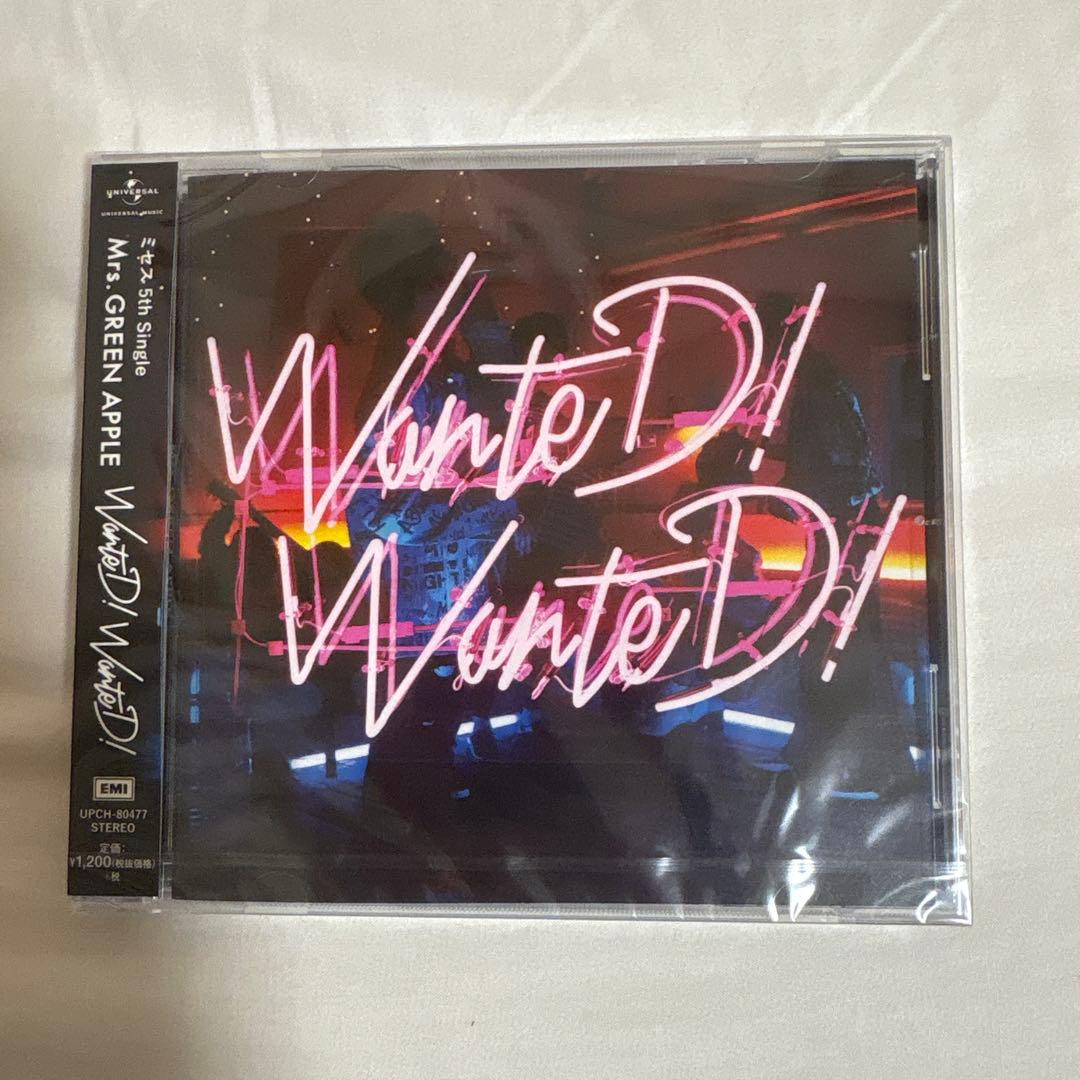 UNIVERSAL
UNIVERSAL MUSIC
ミセス 5th Single
Mrs. GREEN APPLE WanteD! WanteD!
EMI
UPCH-80477
STEREO
定価:
¥1,200(税抜価格)
+税
WanteD!
WanteD!